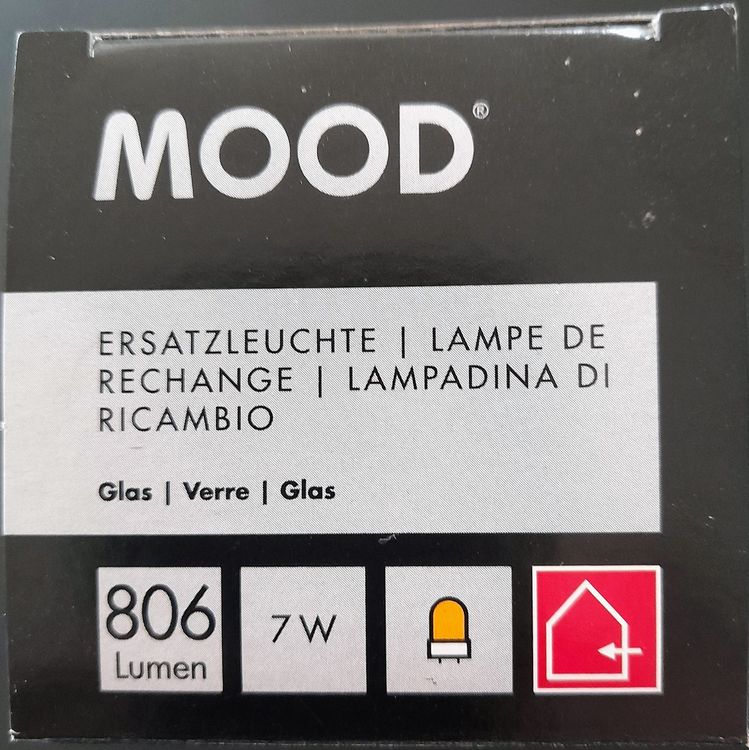 MOOD®
ERSATZLEUCHTE | LAMPE DE
RECHANGE | LAMPADINA DI
RICAMBIO
Glas | Verre | Glas
806
Lumen
7 W